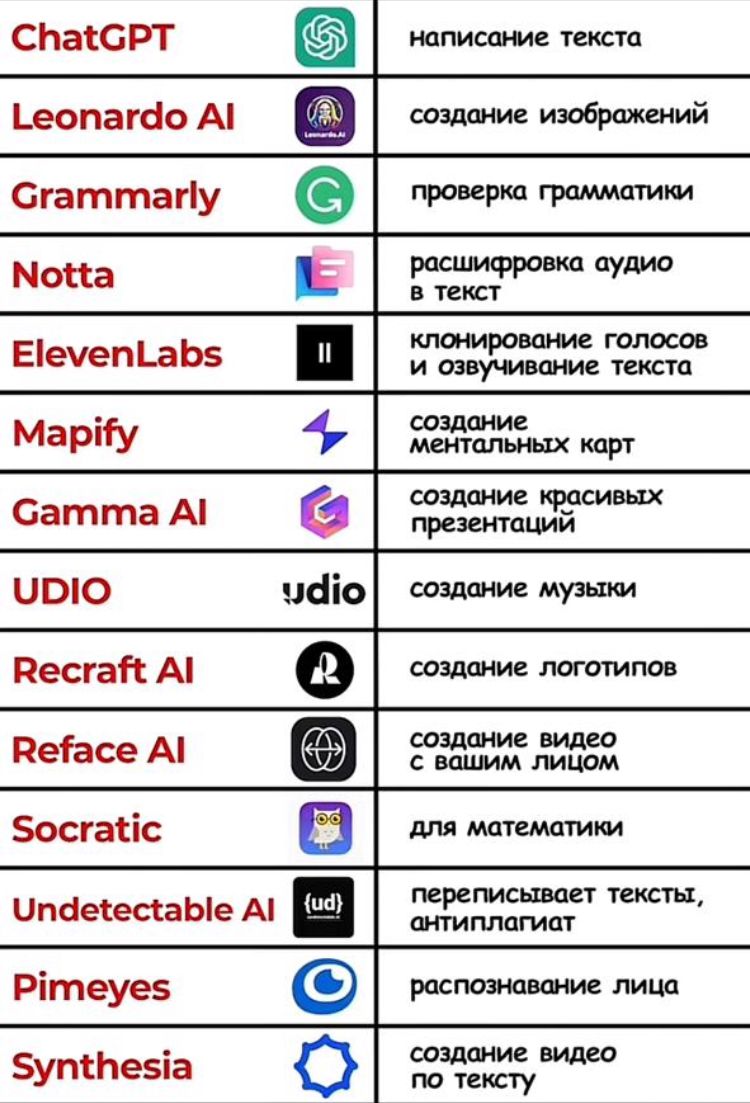 ChatGPT написание текста
Leonardo AI Leonardo.Ai создание изображений
Grammarly проверка грамматики
Notta расшифровка аудио
в текст
ElevenLabs клонирование голосов
и озвучивание текста
Mapify создание
ментальных карт
Gamma AI создание красивых
презентаций
UDIO udio создание музыки
Recraft AI создание логотипов
Reface AI создание видео
с вашим лицом
Socratic для математики
Undetectable AI {ud} переписывает тексты,
антиплагиат
Pimeyes распознавание лица
Synthesia создание видео
по тексту